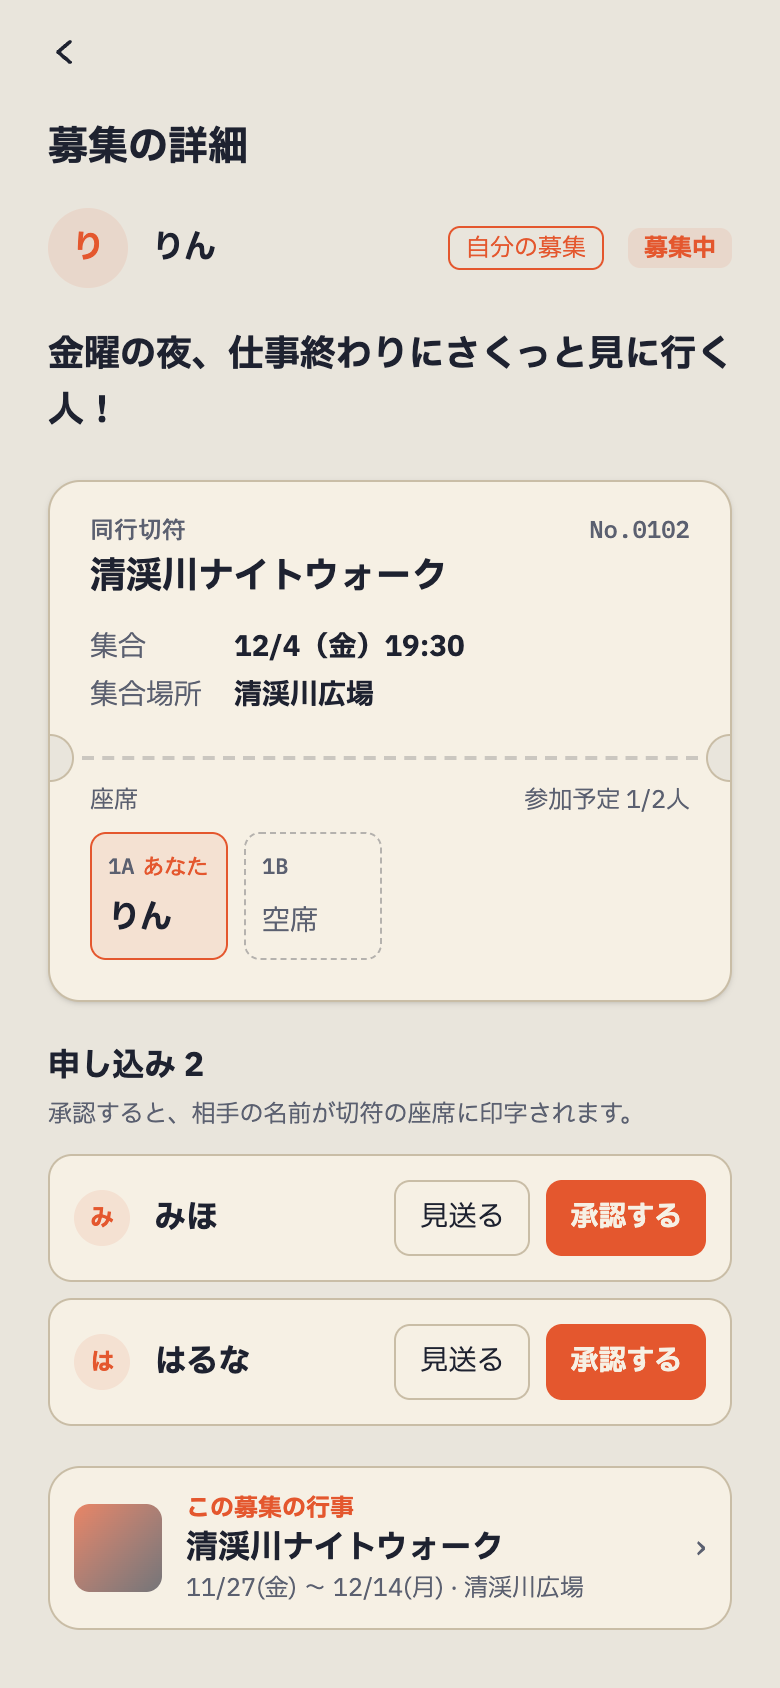 募集の詳細
り りん 自分の募集 募集中
金曜の夜、仕事終わりにさくっと見に行く
人！
同行切符 No.0102
清渓川ナイトウォーク
集合 12/4（金）19:30
集合場所 清渓川広場
座席 参加予定 1/2人
1A あなた 1B
りん 空席
申し込み 2
承認すると、相手の名前が切符の座席に印字されます。
み みほ 見送る 承認する
は はるな 見送る 承認する
この募集の行事
清渓川ナイトウォーク ›
11/27(金) ～ 12/14(月) · 清渓川広場